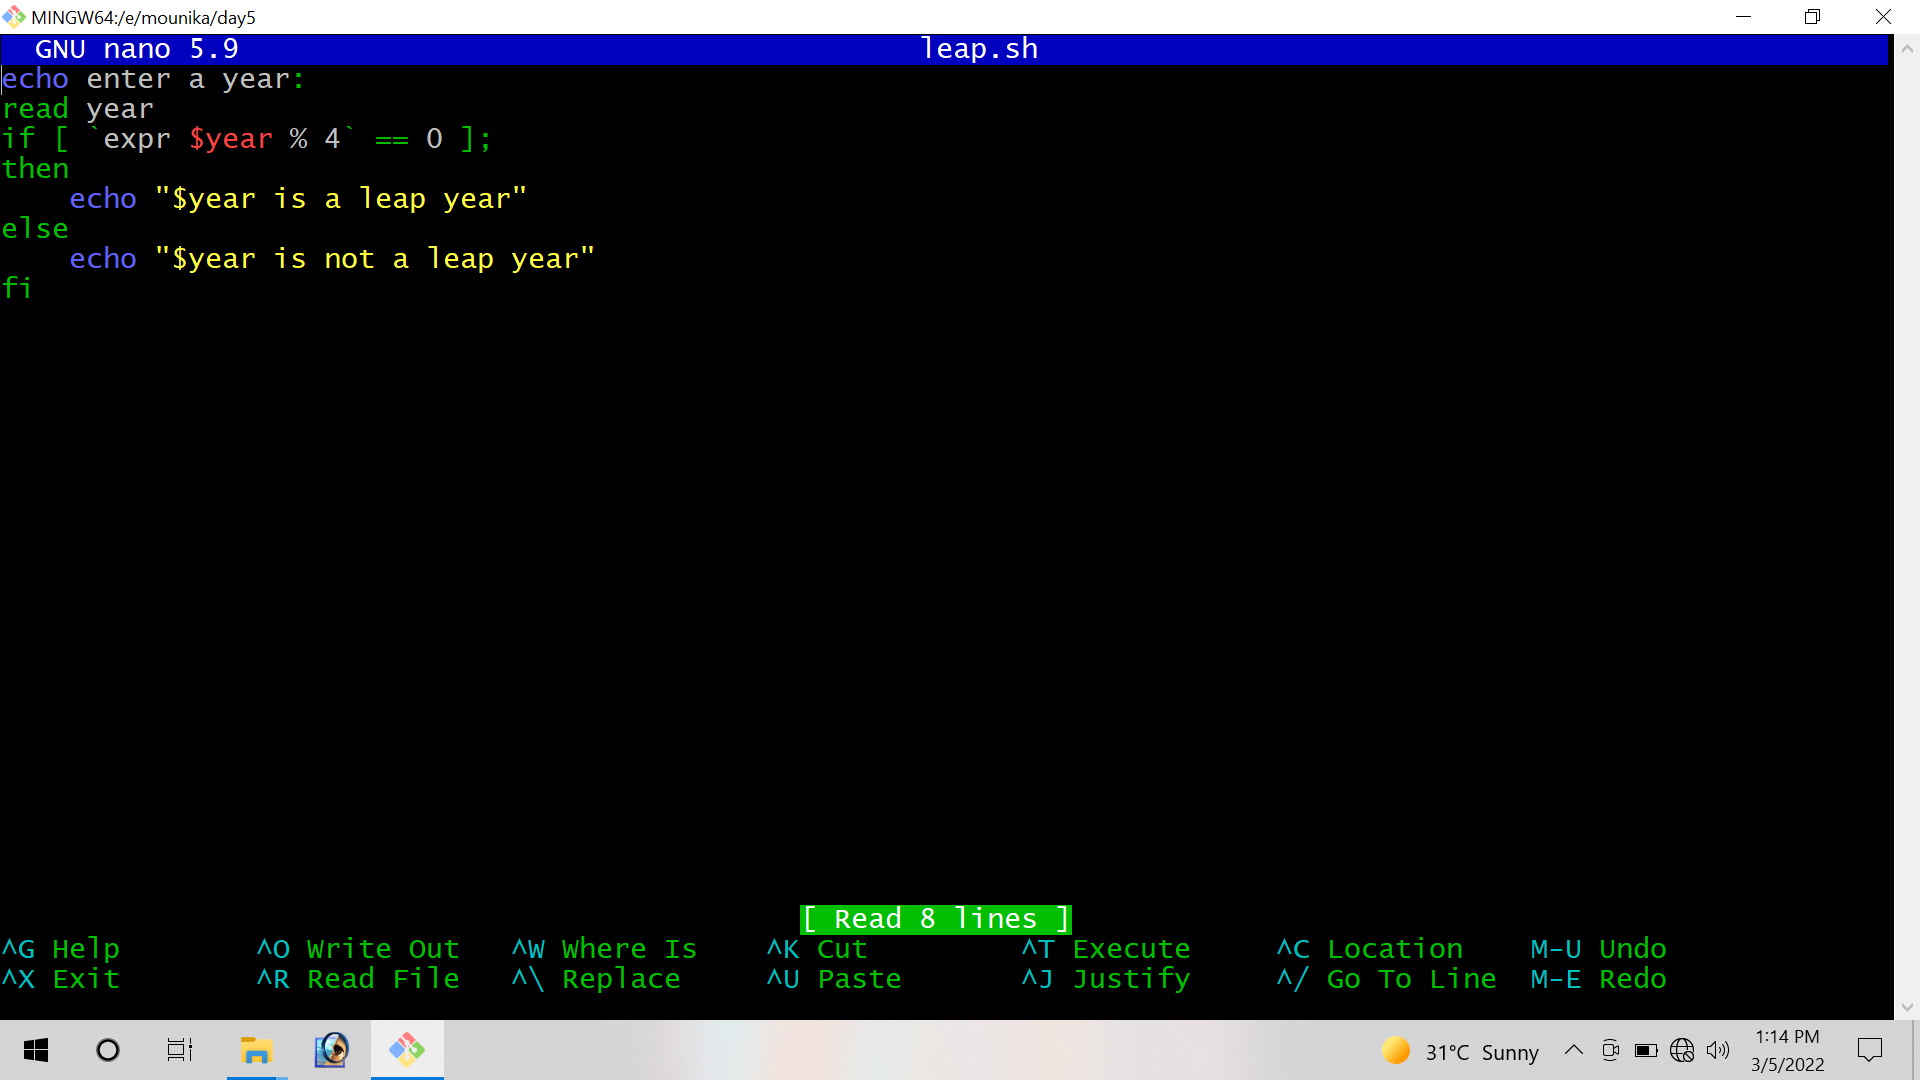 MINGW64:/e/mounika/day5
GNU nano 5.9 leap.sh
echo enter a year:
read year
if [ `expr $year % 4` == 0 ];
then
    echo "$year is a leap year"
else
    echo "$year is not a leap year"
fi
[ Read 8 lines ]
^G Help ^O Write Out ^W Where Is ^K Cut ^T Execute ^C Location M-U Undo
^X Exit ^R Read File ^\ Replace ^U Paste ^J Justify ^/ Go To Line M-E Redo
31°C Sunny
1:14 PM
3/5/2022